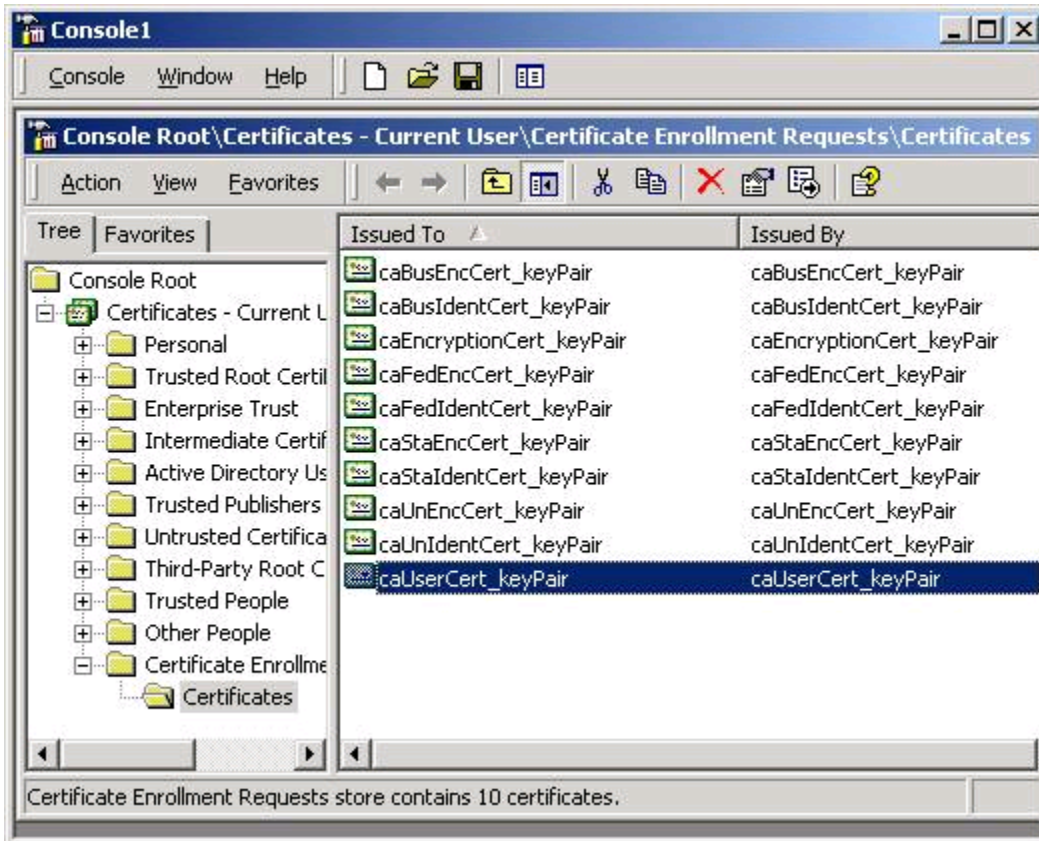 Console1
Console Window Help
Console Root\Certificates - Current User\Certificate Enrollment Requests\Certificates
Action View Favorites
Tree Favorites
Issued To Issued By
Console Root
Certificates - Current U
Personal
Trusted Root Certif
Enterprise Trust
Intermediate Certif
Active Directory Us
Trusted Publishers
Untrusted Certifica
Third-Party Root C
Trusted People
Other People
Certificate Enrollme
Certificates
caBusEncCert_keyPair caBusEncCert_keyPair
caBusIdentCert_keyPair caBusIdentCert_keyPair
caEncryptionCert_keyPair caEncryptionCert_keyPair
caFedEncCert_keyPair caFedEncCert_keyPair
caFedIdentCert_keyPair caFedIdentCert_keyPair
caStaEncCert_keyPair caStaEncCert_keyPair
caStaIdentCert_keyPair caStaIdentCert_keyPair
caUnEncCert_keyPair caUnEncCert_keyPair
caUnIdentCert_keyPair caUnIdentCert_keyPair
caUserCert_keyPair caUserCert_keyPair
Certificate Enrollment Requests store contains 10 certificates.